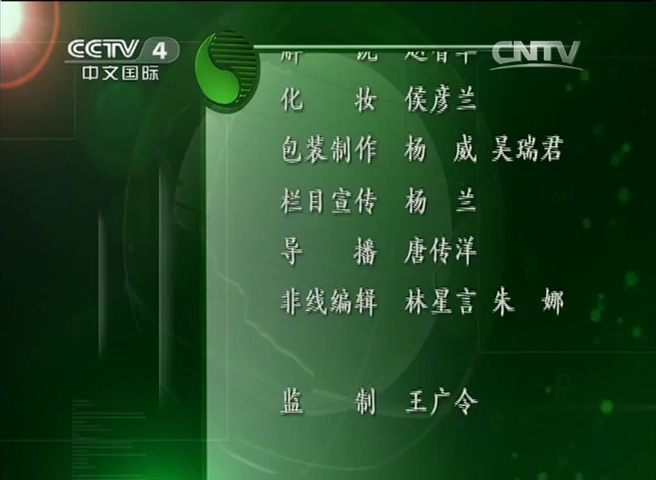 CCTV 4
中文国际
CNTV
化 妆 侯彦兰
包装制作 杨 威 吴瑞君
栏目宣传 杨 兰
导 播 唐传洋
非线编辑 林星言 朱 娜
监 制 王广令